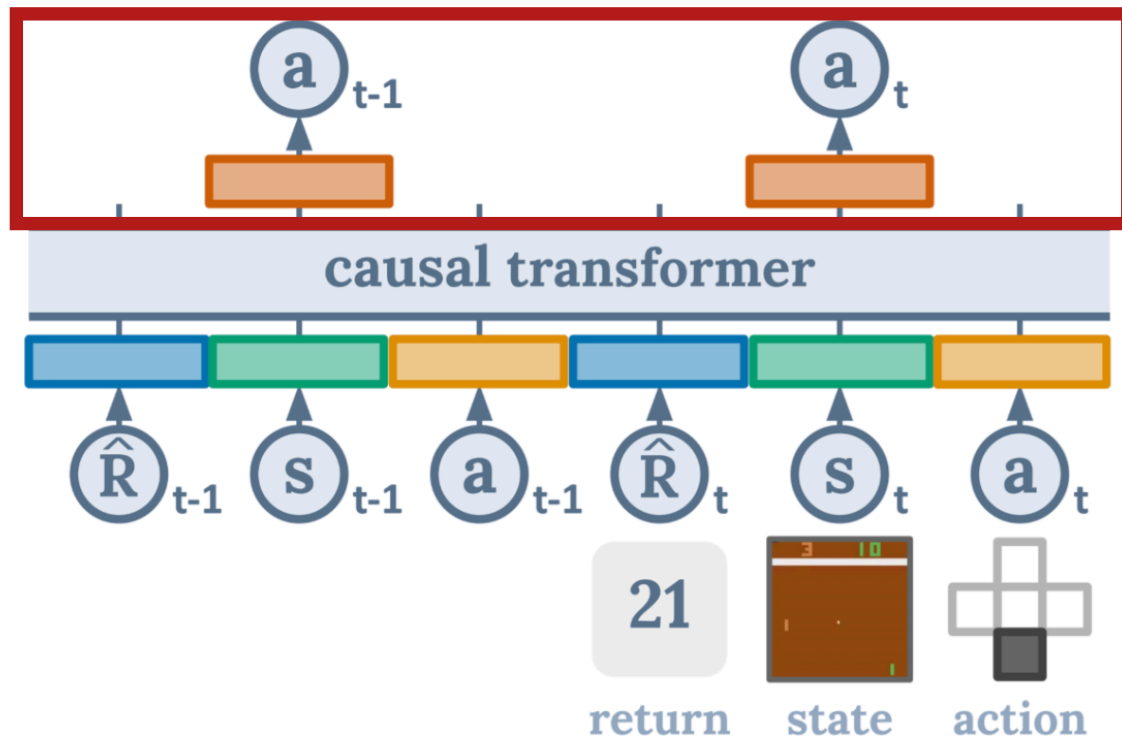 a t-1 a t
causal transformer
R̂ t-1 s t-1 a t-1 R̂ t s t a t
21 3 10
return state action